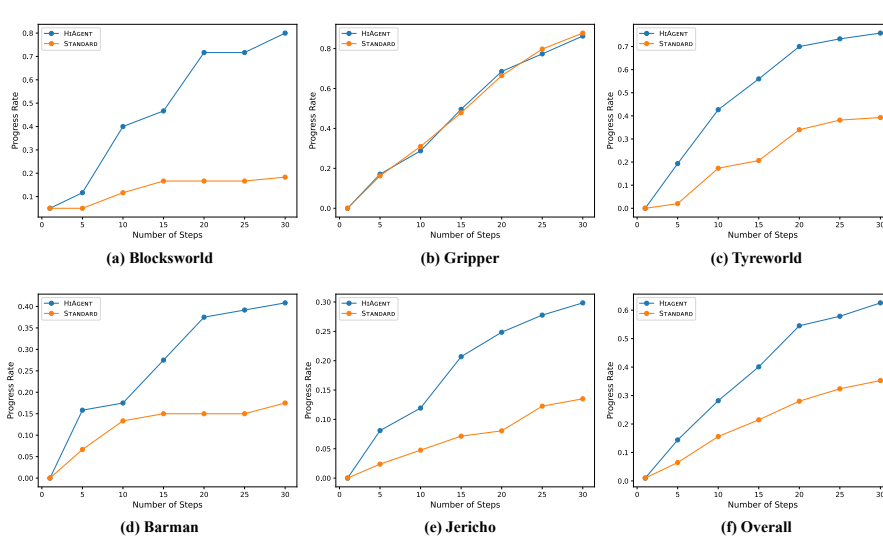 0.8
0.7
0.6
0.5
0.4
0.3
0.2
0.1
Progress Rate
HIAGENT
STANDARD
0 5 10 15 20 25 30
Number of Steps
(a) Blocksworld
0.8
0.6
0.4
0.2
0.0
Progress Rate
HIAGENT
STANDARD
0 5 10 15 20 25 30
Number of Steps
(b) Gripper
0.7
0.6
0.5
0.4
0.3
0.2
0.1
0.0
Progress Rate
HIAGENT
STANDARD
0 5 10 15 20 25 30
Number of Steps
(c) Tyreworld
0.40
0.35
0.30
0.25
0.20
0.15
0.10
0.05
0.00
Progress Rate
HIAGENT
STANDARD
0 5 10 15 20 25 30
Number of Steps
(d) Barman
0.30
0.25
0.20
0.15
0.10
0.05
0.00
Progress Rate
HIAGENT
STANDARD
0 5 10 15 20 25 30
Number of Steps
(e) Jericho
0.6
0.5
0.4
0.3
0.2
0.1
0.0
Progress Rate
HIAGENT
STANDARD
0 5 10 15 20 25 30
Number of Steps
(f) Overall